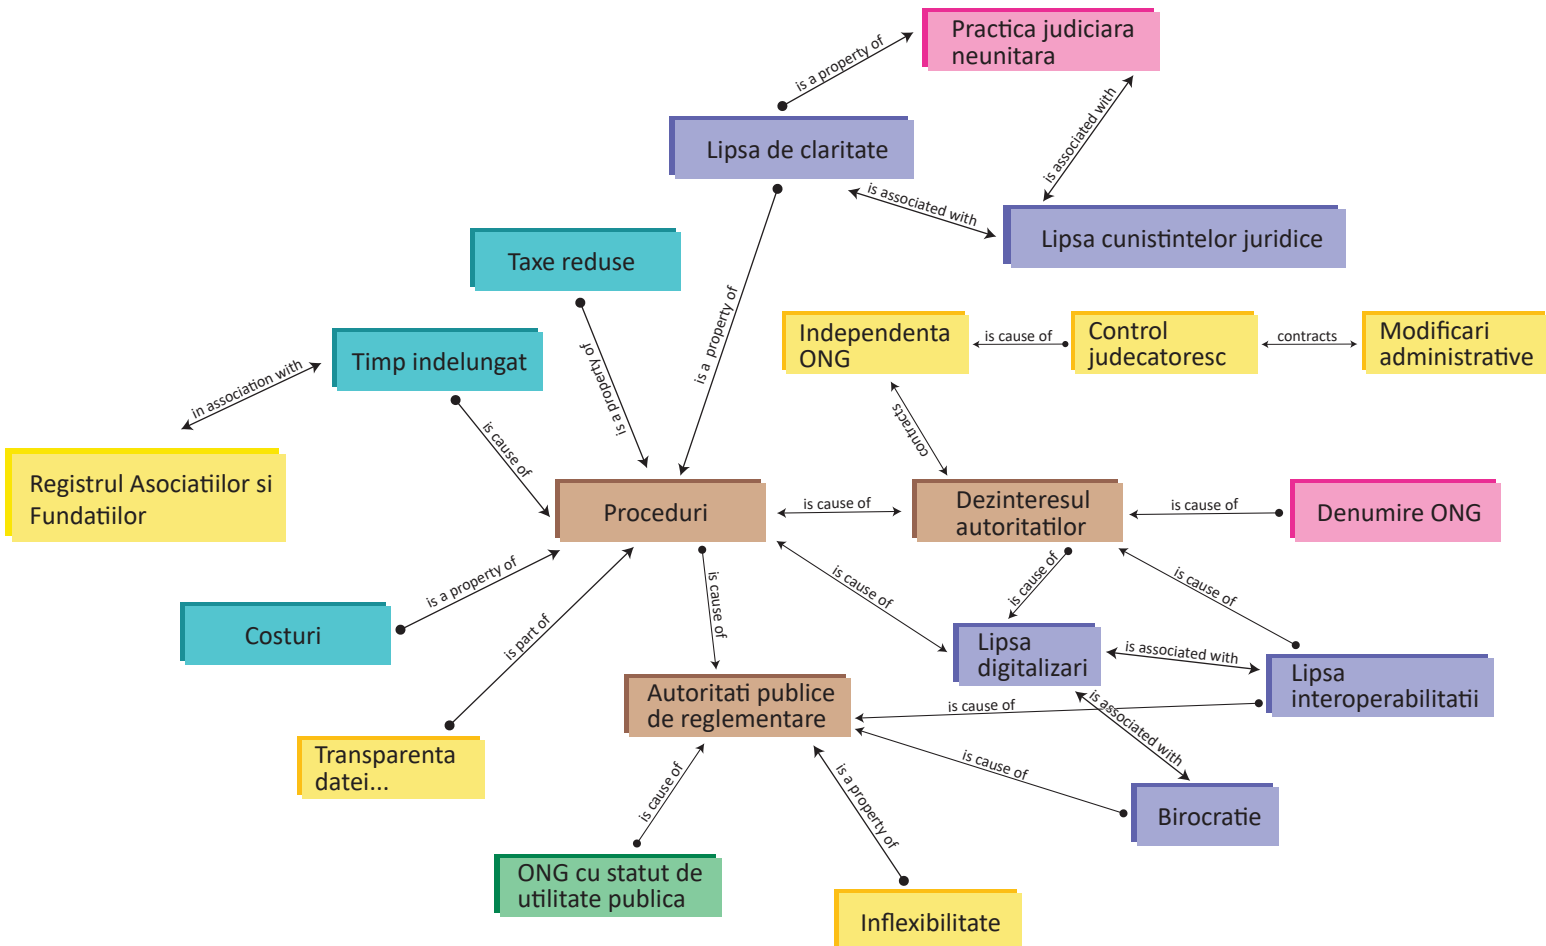 Practica judiciara
neunitara
is a property of
Lipsa de claritate
is associated with
is associated with
Lipsa cunistintelor juridice
Taxe reduse
is a property of
is a property of
Independenta
ONG
is cause of
Control
judecatoresc
contracts
Modificari
administrative
Timp indelungat
in association with
is cause of
contracts
Registrul Asociatiilor si
Fundatiilor
Proceduri
is cause of
Dezinteresul
autoritatilor
is cause of
Denumire ONG
is a property of
is cause of
is cause of
is cause of
is cause of
Costuri
is part of
Lipsa
digitalizari
is associated with
Lipsa
interoperabilitatii
Autoritati publice
de reglementare
is cause of
is associated with
Transparenta
datei...
is cause of
is a property of
is cause of
Birocratie
ONG cu statut de
utilitate publica
Inflexibilitate